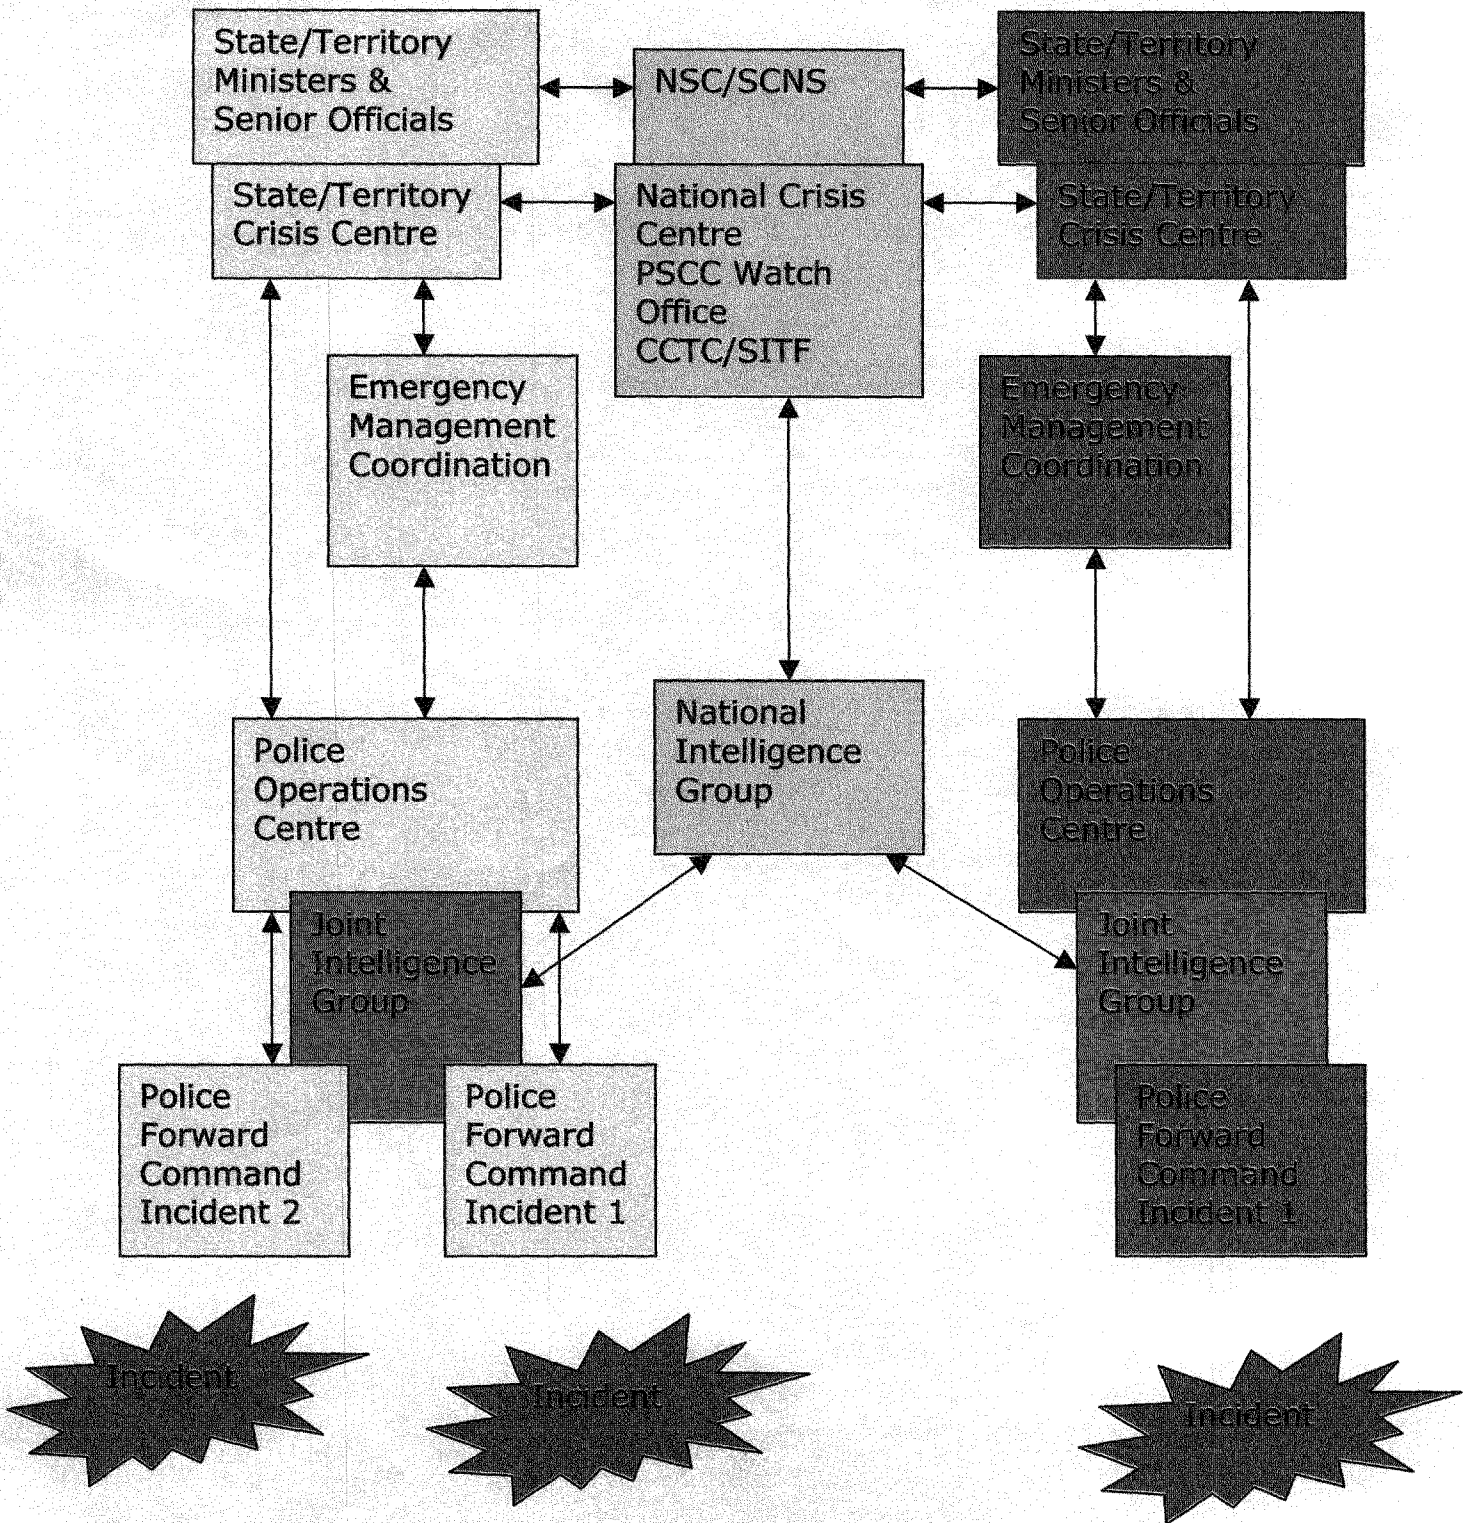 State/Territory
Ministers &
Senior Officials
NSC/SCNS
State/Territory
Ministers &
Senior Officials
State/Territory
Crisis Centre
National Crisis
Centre
PSCC Watch
Office
CCTC/SITF
State/Territory
Crisis Centre
Emergency
Management
Coordination
Emergency
Management
Coordination
Police
Operations
Centre
National
Intelligence
Group
Police
Operations
Centre
Joint
Intelligence
Group
Joint
Intelligence
Group
Police
Forward
Command
Incident 2
Police
Forward
Command
Incident 1
Police
Forward
Command
Incident 1
Incident
Incident
Incident